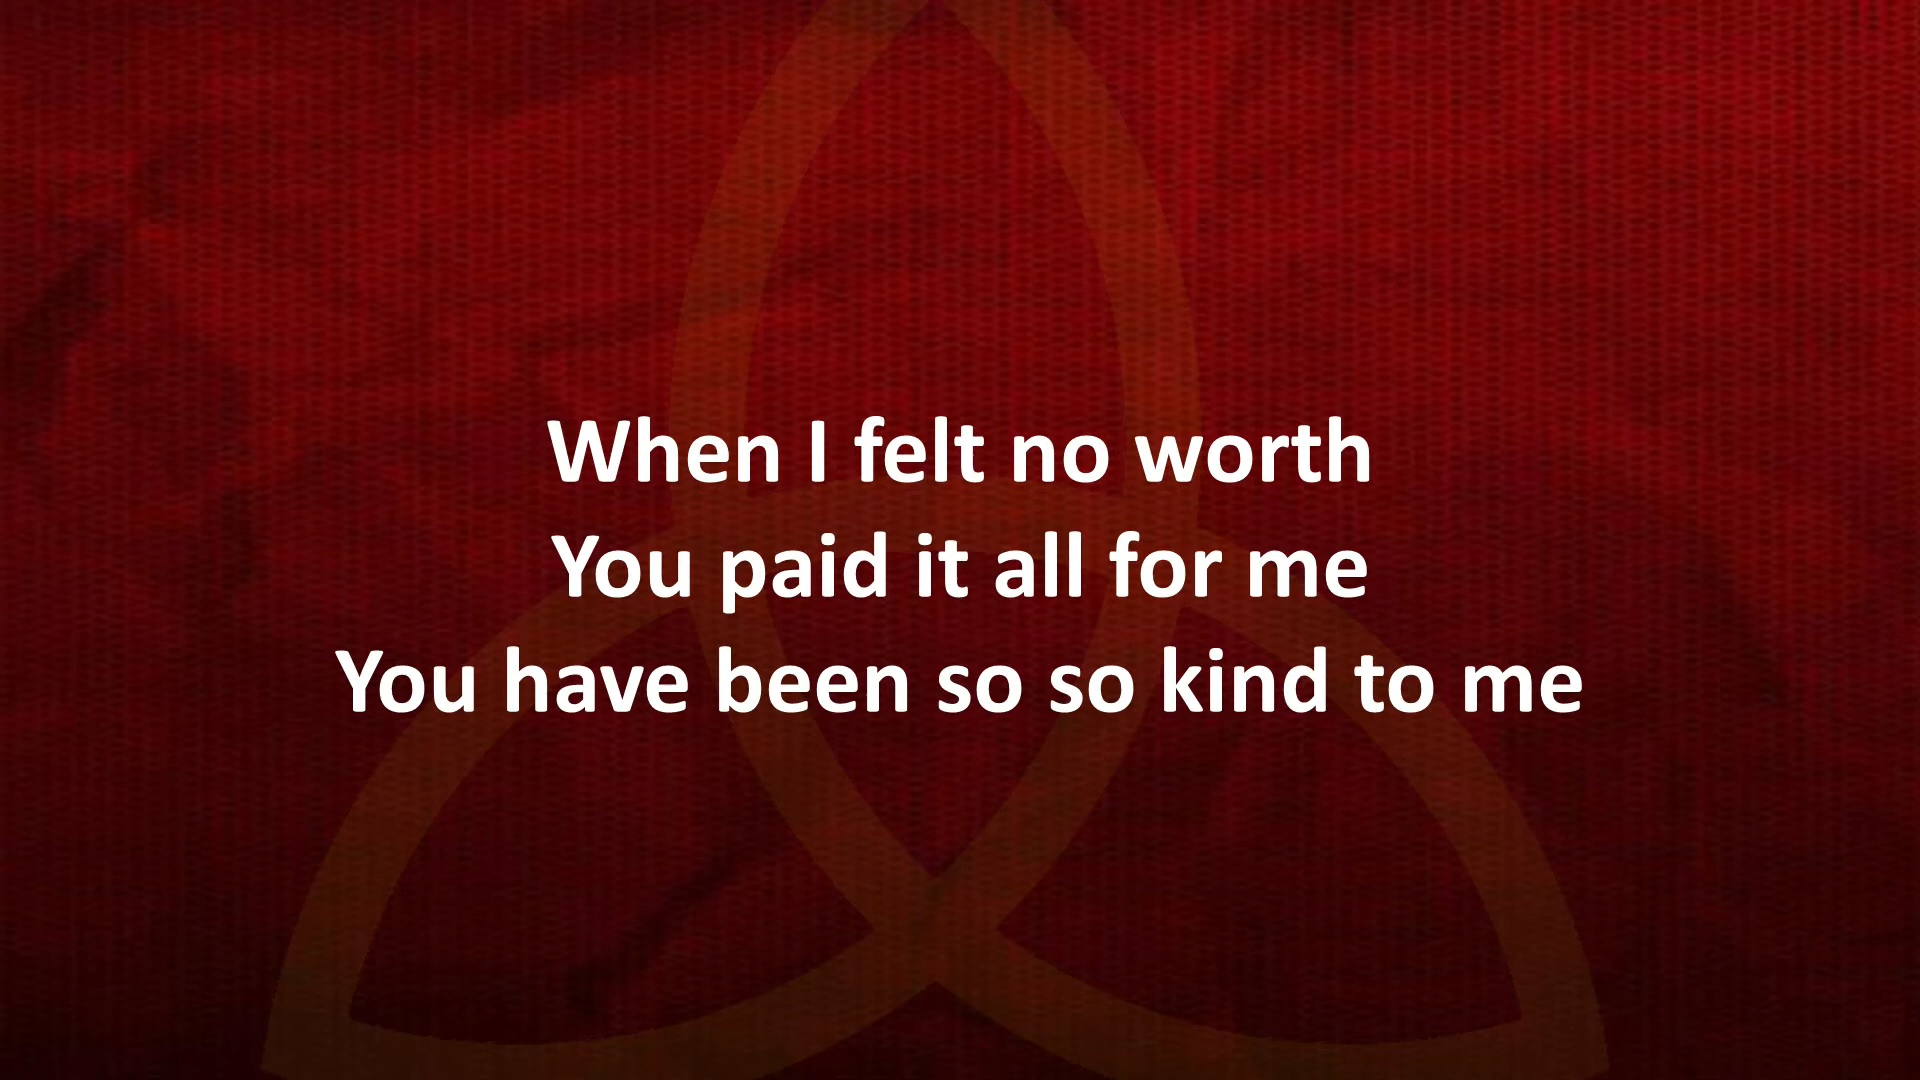 When I felt no worth
You paid it all for me
You have been so so kind to me